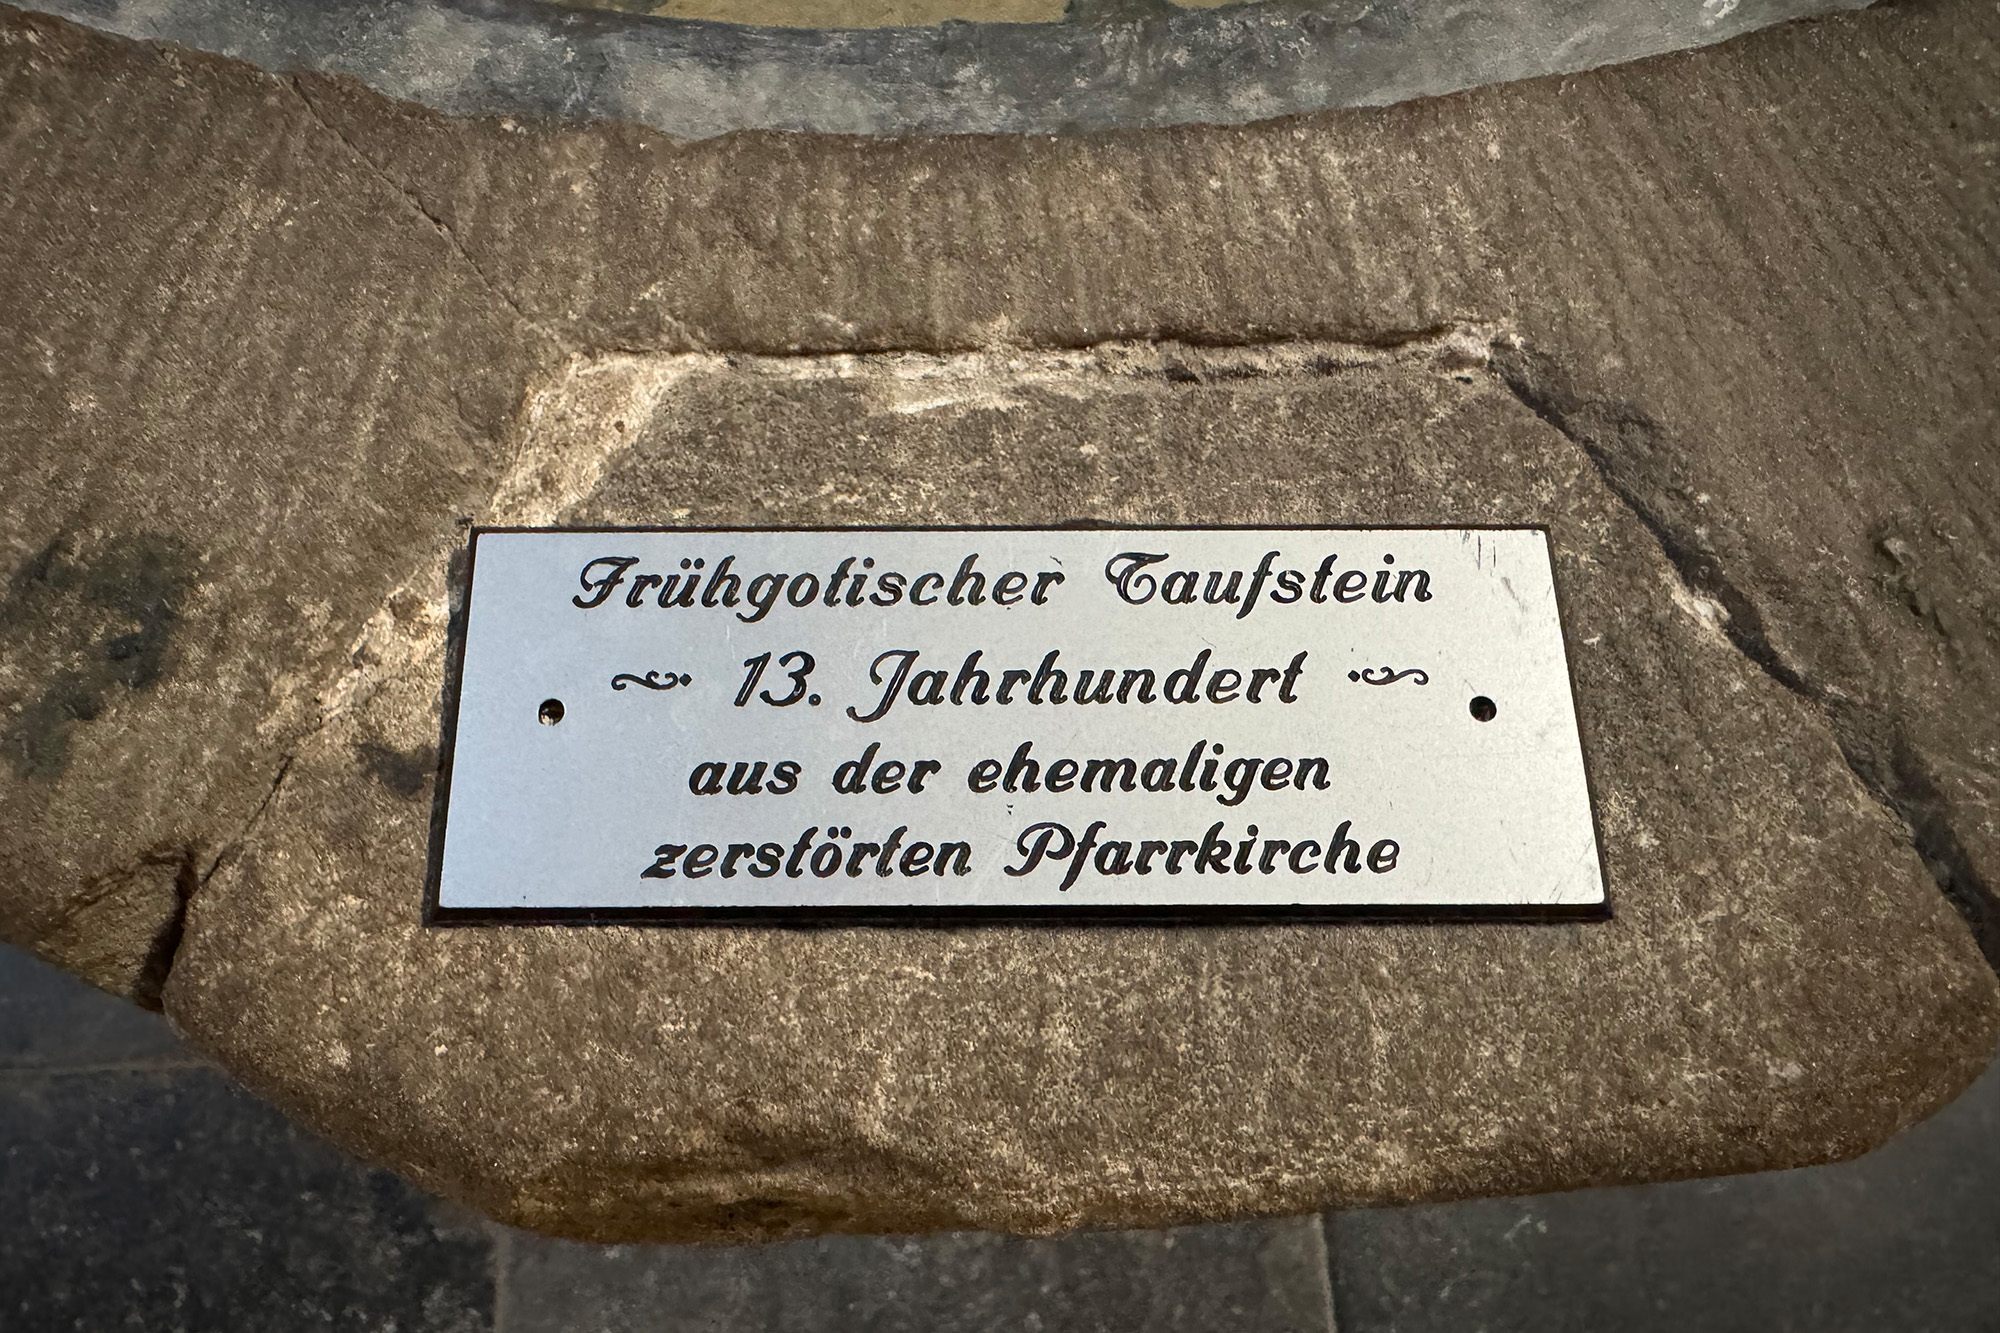 Frühgotischer Taufstein
13. Jahrhundert
aus der ehemaligen
zerstörten Pfarrkirche